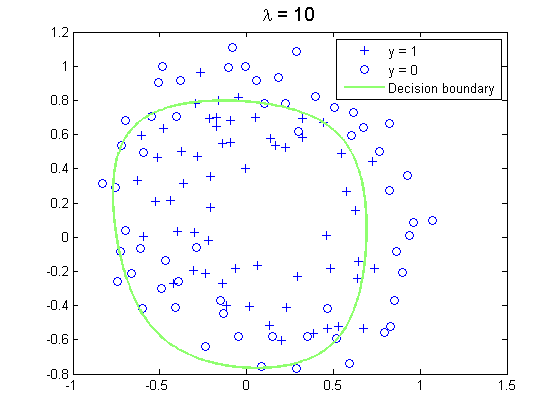 λ = 10
y = 1
y = 0
Decision boundary
1.2
1
0.8
0.6
0.4
0.2
0
-0.2
-0.4
-0.6
-0.8
-1 -0.5 0 0.5 1 1.5